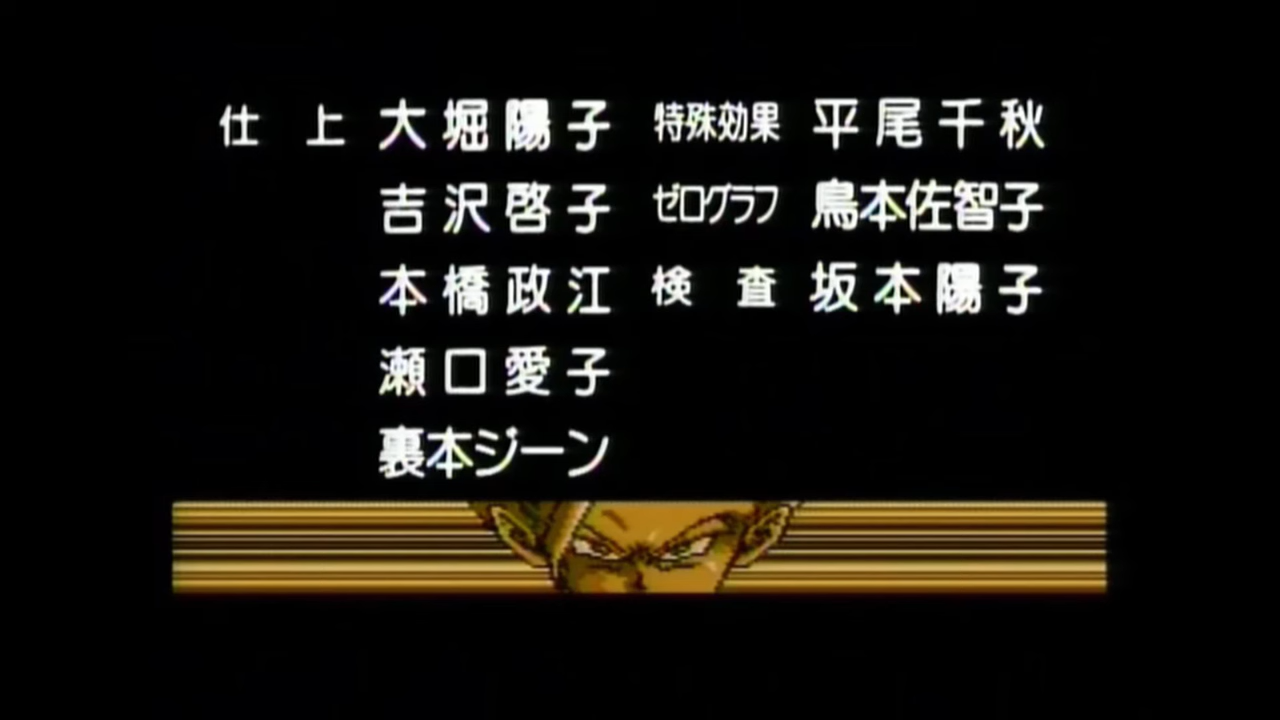 仕上 大堀陽子 特殊効果 平尾千秋
吉沢啓子 ゼログラフ 鳥本佐智子
本橋政江 検査 坂本陽子
瀬口愛子
裏本ジーン